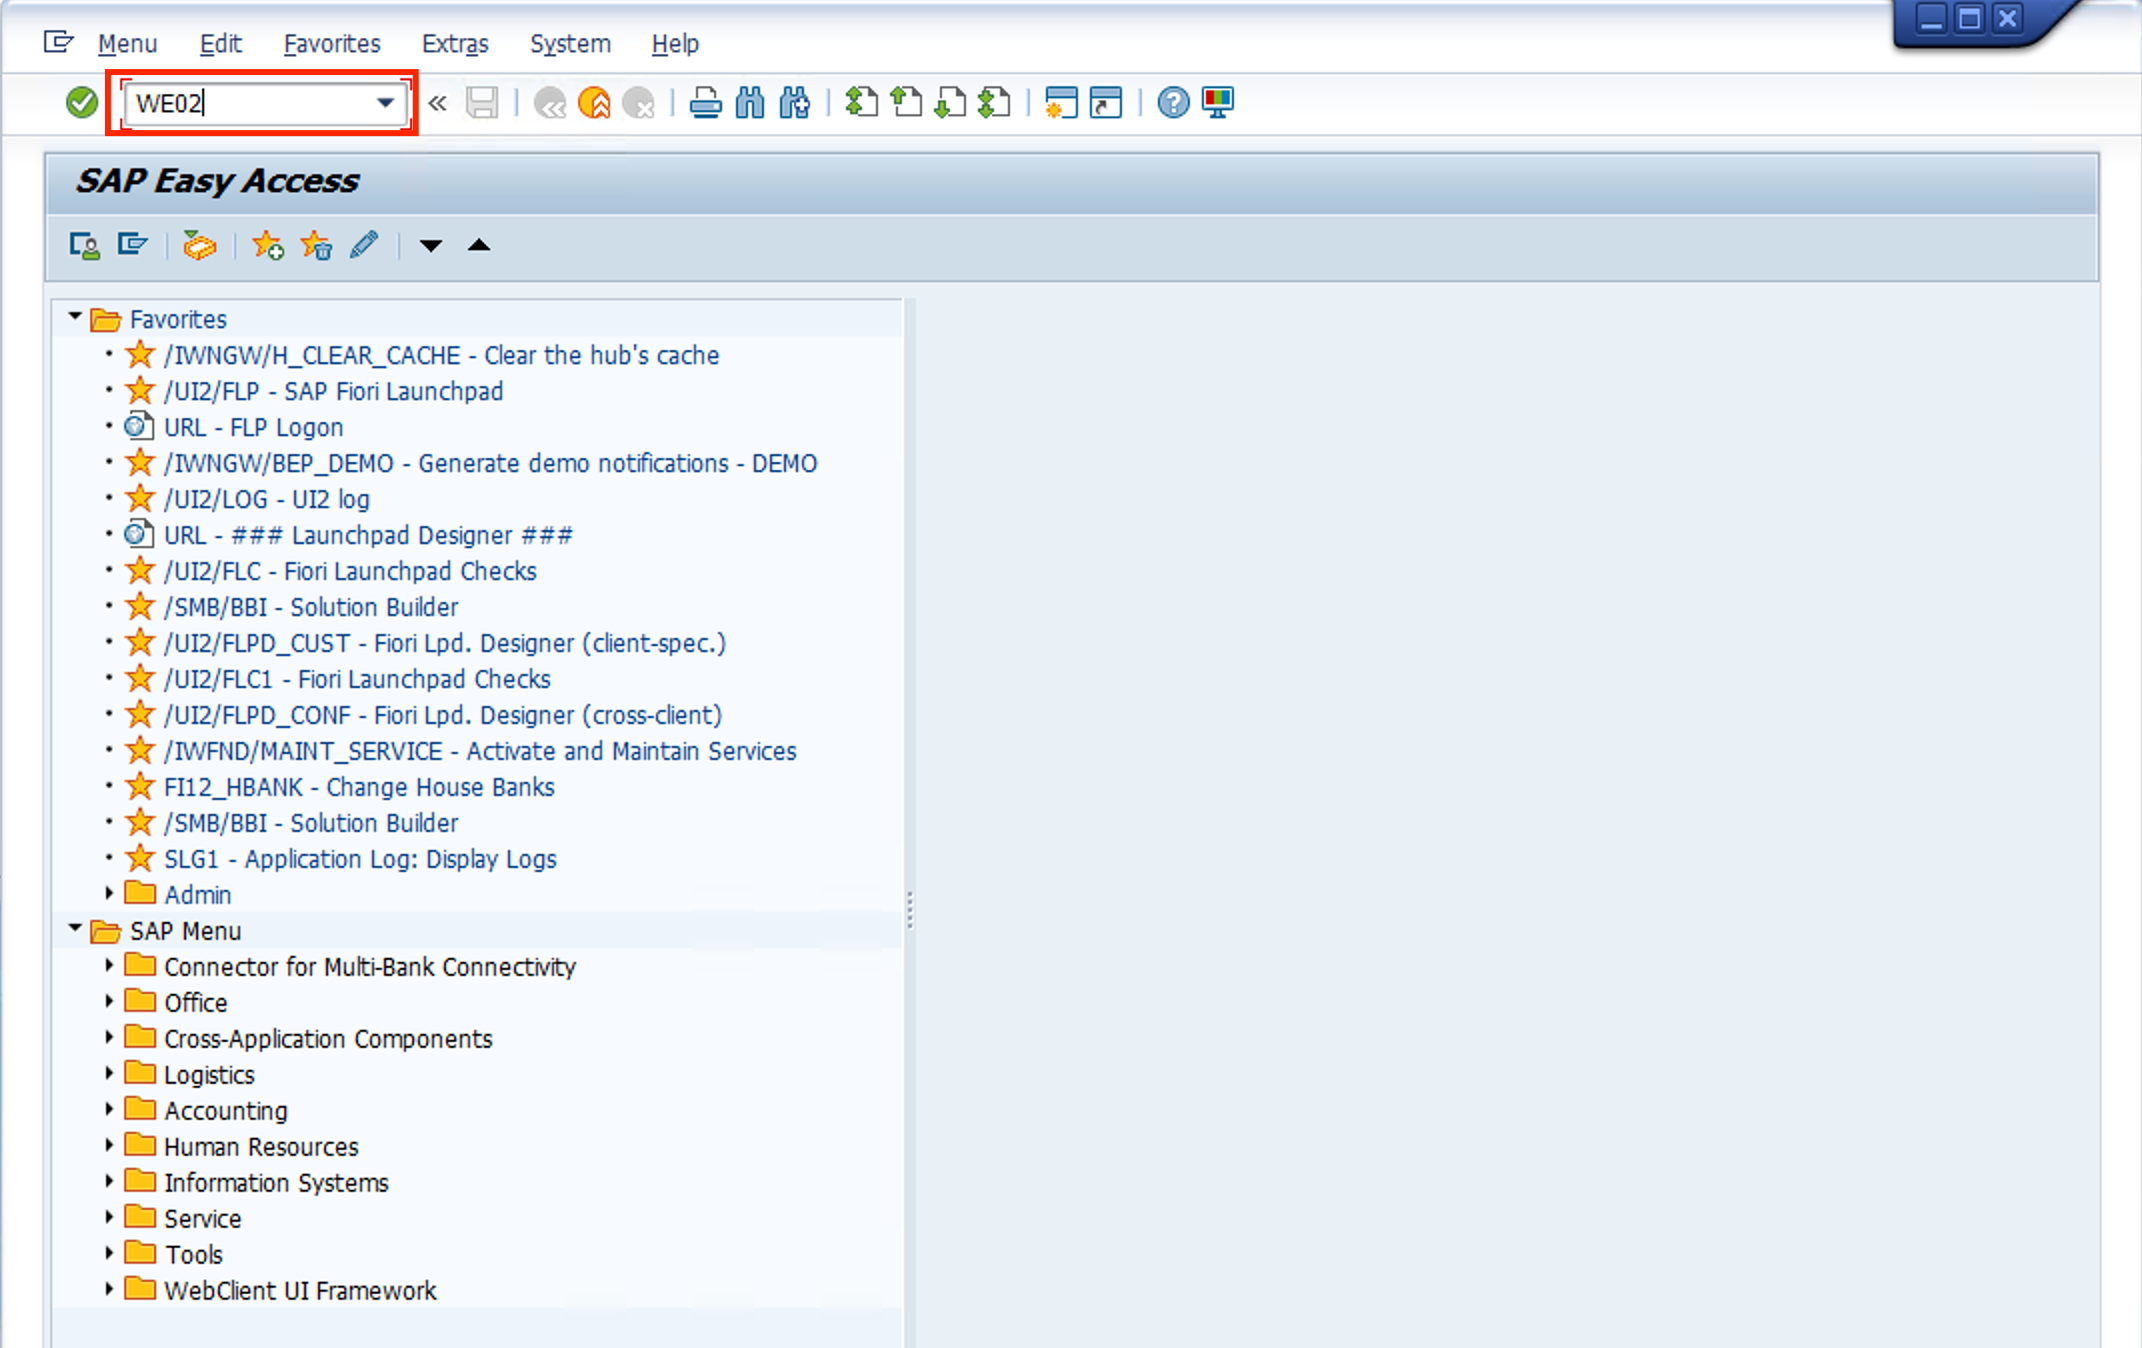 Menu Edit Favorites Extras System Help
WE02
SAP Easy Access
Favorites
/IWNGW/H_CLEAR_CACHE - Clear the hub's cache
/UI2/FLP - SAP Fiori Launchpad
URL - FLP Logon
/IWNGW/BEP_DEMO - Generate demo notifications - DEMO
/UI2/LOG - UI2 log
URL - ### Launchpad Designer ###
/UI2/FLC - Fiori Launchpad Checks
/SMB/BBI - Solution Builder
/UI2/FLPD_CUST - Fiori Lpd. Designer (client-spec.)
/UI2/FLC1 - Fiori Launchpad Checks
/UI2/FLPD_CONF - Fiori Lpd. Designer (cross-client)
/IWFND/MAINT_SERVICE - Activate and Maintain Services
FI12_HBANK - Change House Banks
/SMB/BBI - Solution Builder
SLG1 - Application Log: Display Logs
Admin
SAP Menu
Connector for Multi-Bank Connectivity
Office
Cross-Application Components
Logistics
Accounting
Human Resources
Information Systems
Service
Tools
WebClient UI Framework